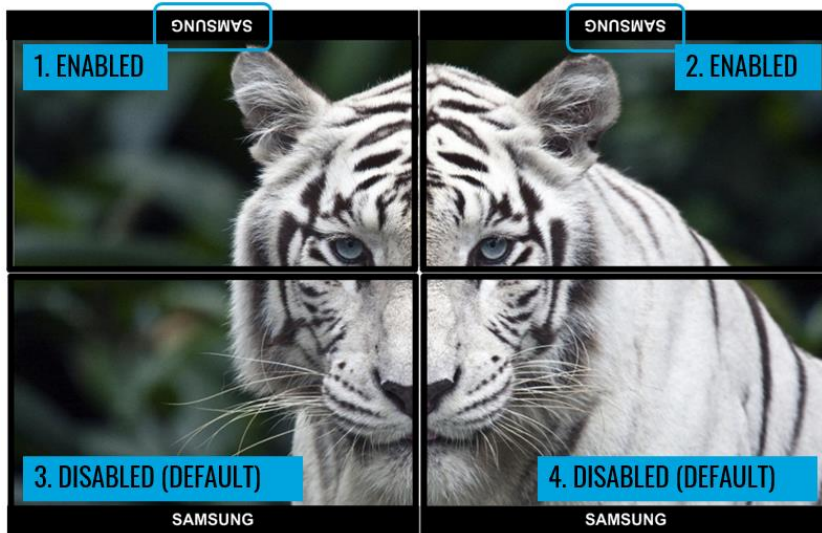 SAMSUNG
SAMSUNG
1. ENABLED
2. ENABLED
3. DISABLED (DEFAULT)
4. DISABLED (DEFAULT)
SAMSUNG
SAMSUNG